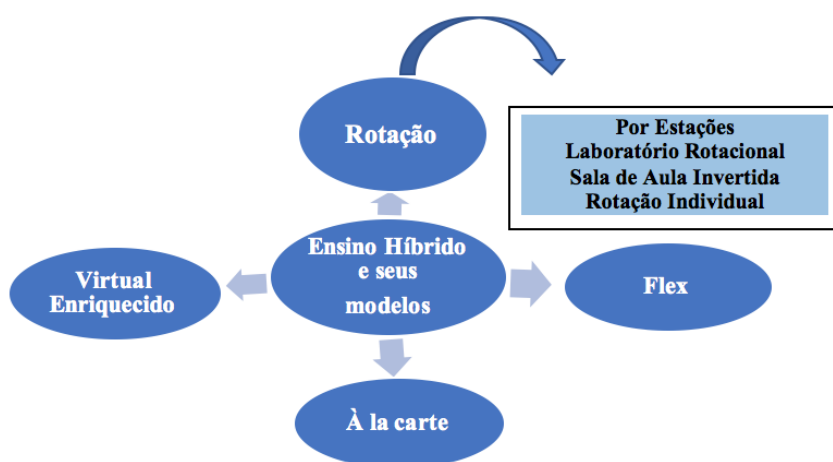 Rotação
Por Estações
Laboratório Rotacional
Sala de Aula Invertida
Rotação Individual
Ensino Híbrido
e seus
modelos
Virtual
Enriquecido
Flex
À la carte